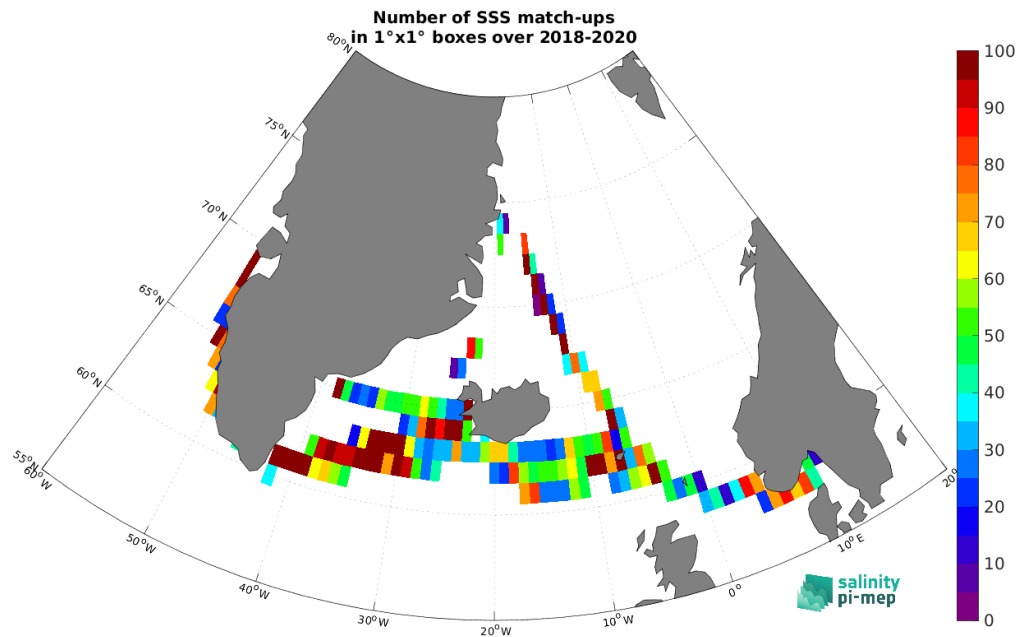 Number of SSS match-ups
in 1°x1° boxes over 2018-2020
80°N
75°N
70°N
65°N
60°N
55°N
60°W
50°W
40°W
30°W
20°W
10°W
0°
10°E
20°
100
90
80
70
60
50
40
30
20
10
0
salinity
pi-mep